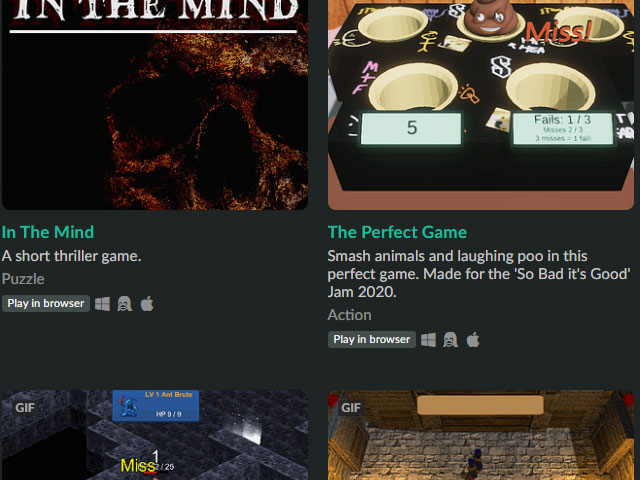 IN THE MIND
Miss!
M+F
S
5
Fails: 1 / 3
Misses 2 / 3
3 misses = 1 fail
In The Mind
A short thriller game.
Puzzle
Play in browser
The Perfect Game
Smash animals and laughing poo in this
perfect game. Made for the 'So Bad it's Good'
Jam 2020.
Action
Play in browser
GIF
LV 1 Ant Brute
HP 9 / 9
1
Miss
/ 25
GIF